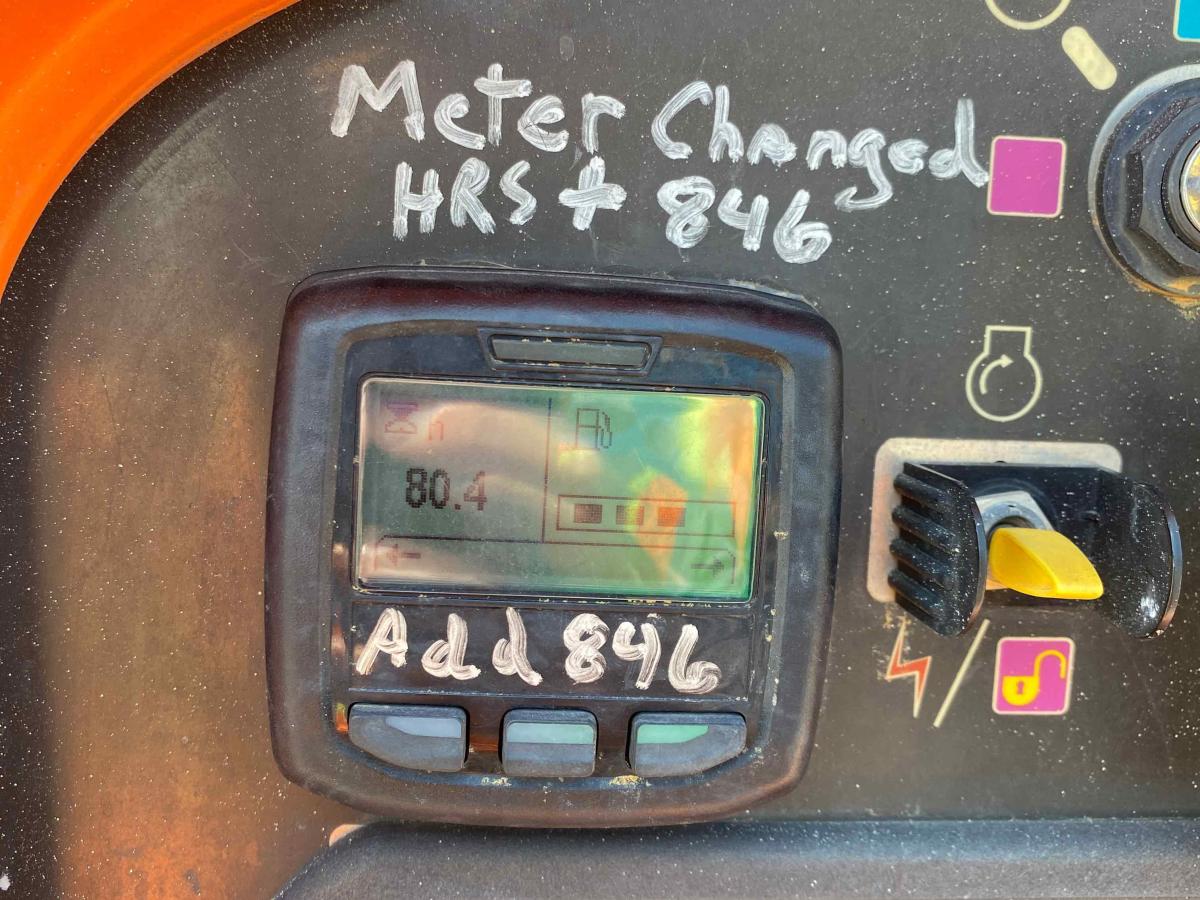 Meter Changed
HRS + 846
h
80.4
Add 846